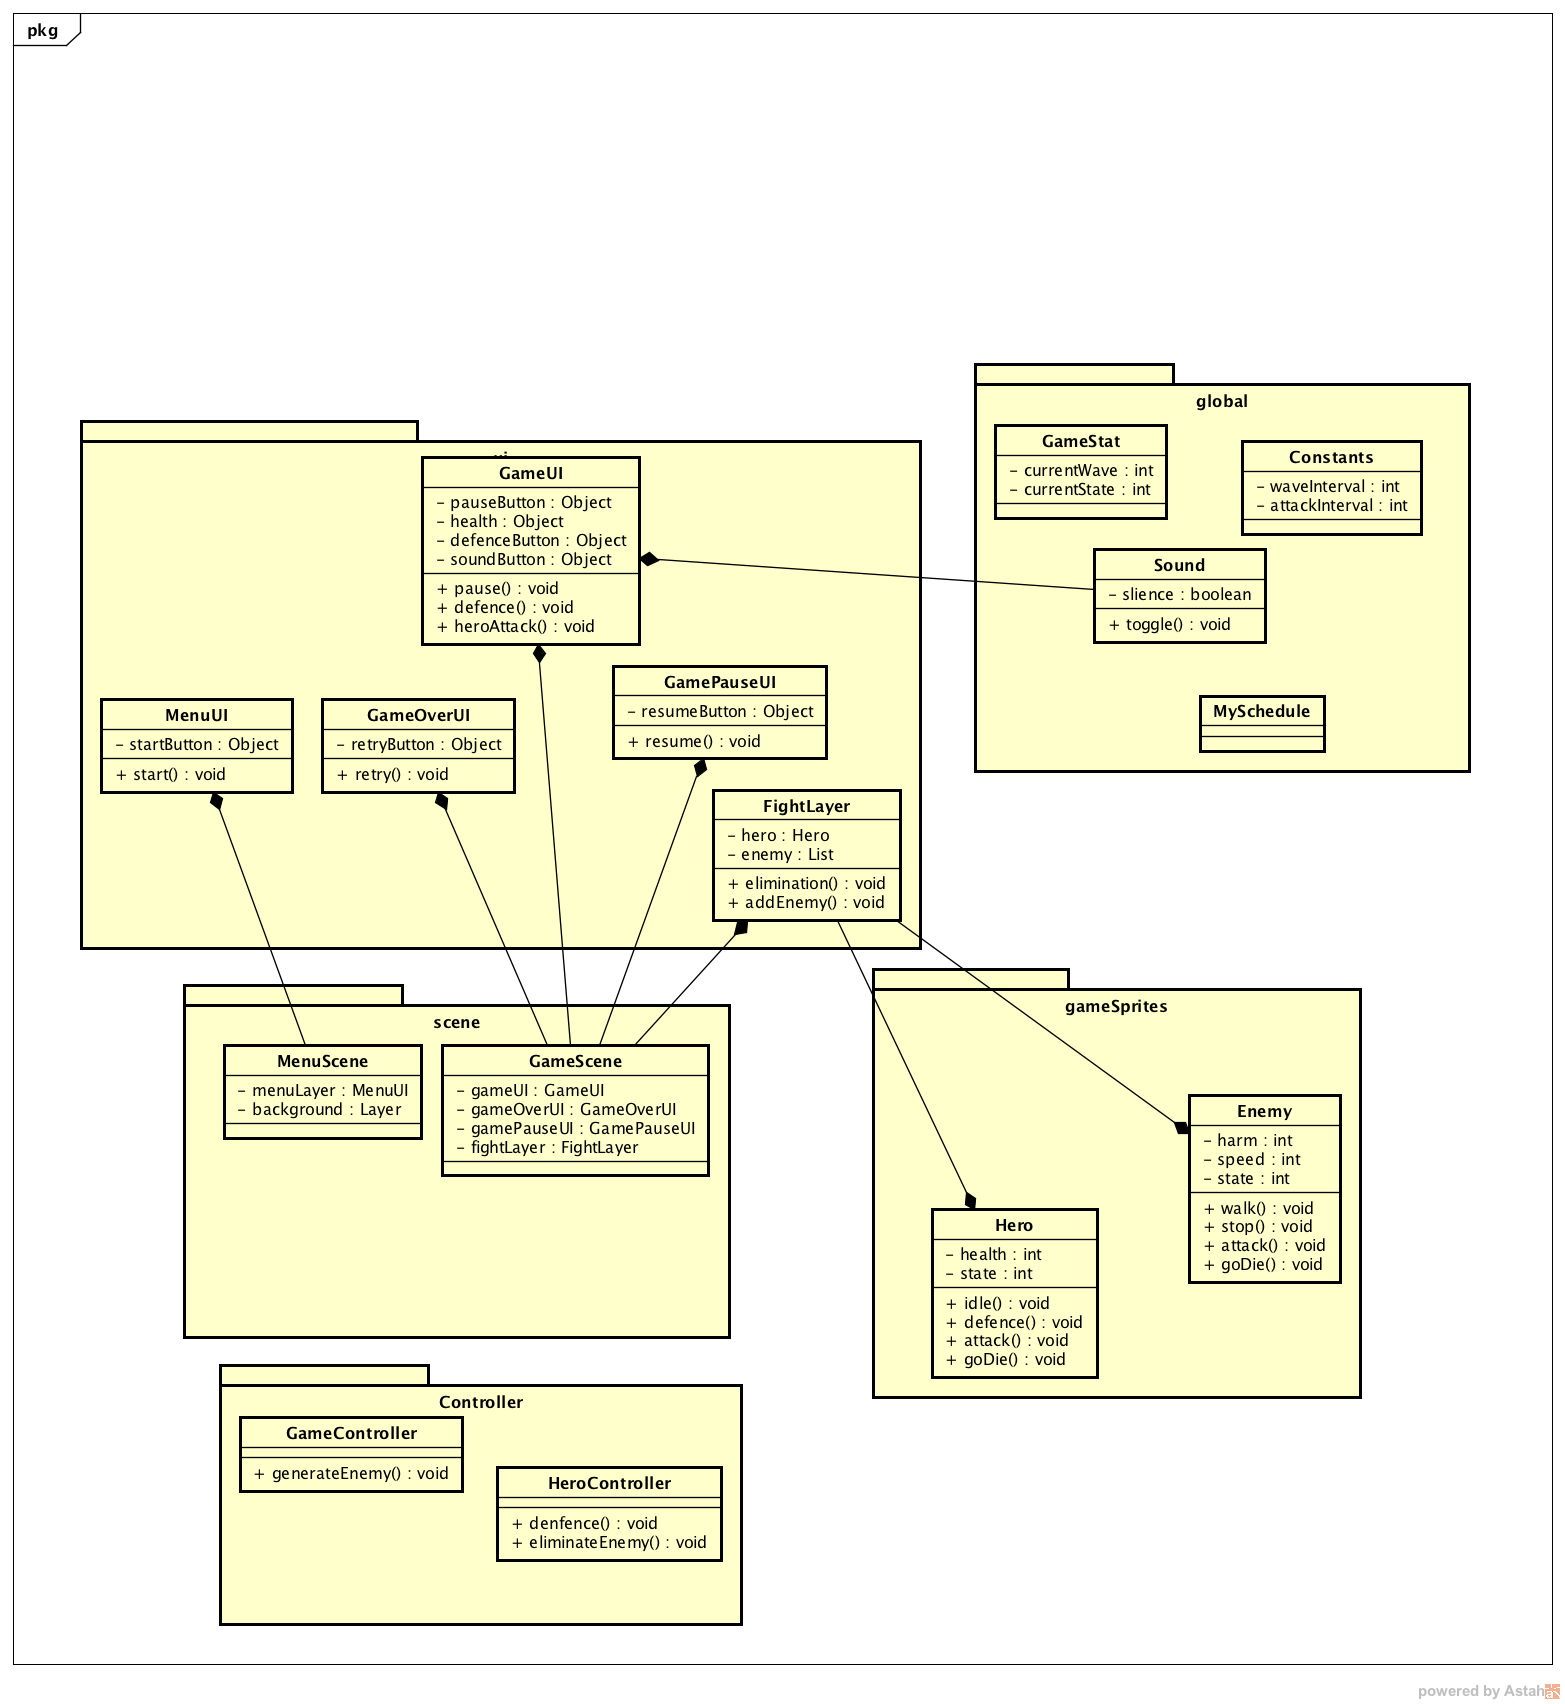 pkg
global
GameStat
- currentWave : int
- currentState : int
Constants
- waveInterval : int
- attackInterval : int
Sound
- slience : boolean
+ toggle() : void
MySchedule
GameUI
- pauseButton : Object
- health : Object
- defenceButton : Object
- soundButton : Object
+ pause() : void
+ defence() : void
+ heroAttack() : void
MenuUI
- startButton : Object
+ start() : void
GameOverUI
- retryButton : Object
+ retry() : void
GamePauseUI
- resumeButton : Object
+ resume() : void
FightLayer
- hero : Hero
- enemy : List
+ elimination() : void
+ addEnemy() : void
scene
MenuScene
- menuLayer : MenuUI
- background : Layer
GameScene
- gameUI : GameUI
- gameOverUI : GameOverUI
- gamePauseUI : GamePauseUI
- fightLayer : FightLayer
gameSprites
Enemy
- harm : int
- speed : int
- state : int
+ walk() : void
+ stop() : void
+ attack() : void
+ goDie() : void
Hero
- health : int
- state : int
+ idle() : void
+ defence() : void
+ attack() : void
+ goDie() : void
Controller
GameController
+ generateEnemy() : void
HeroController
+ denfence() : void
+ eliminateEnemy() : void
powered by Astah